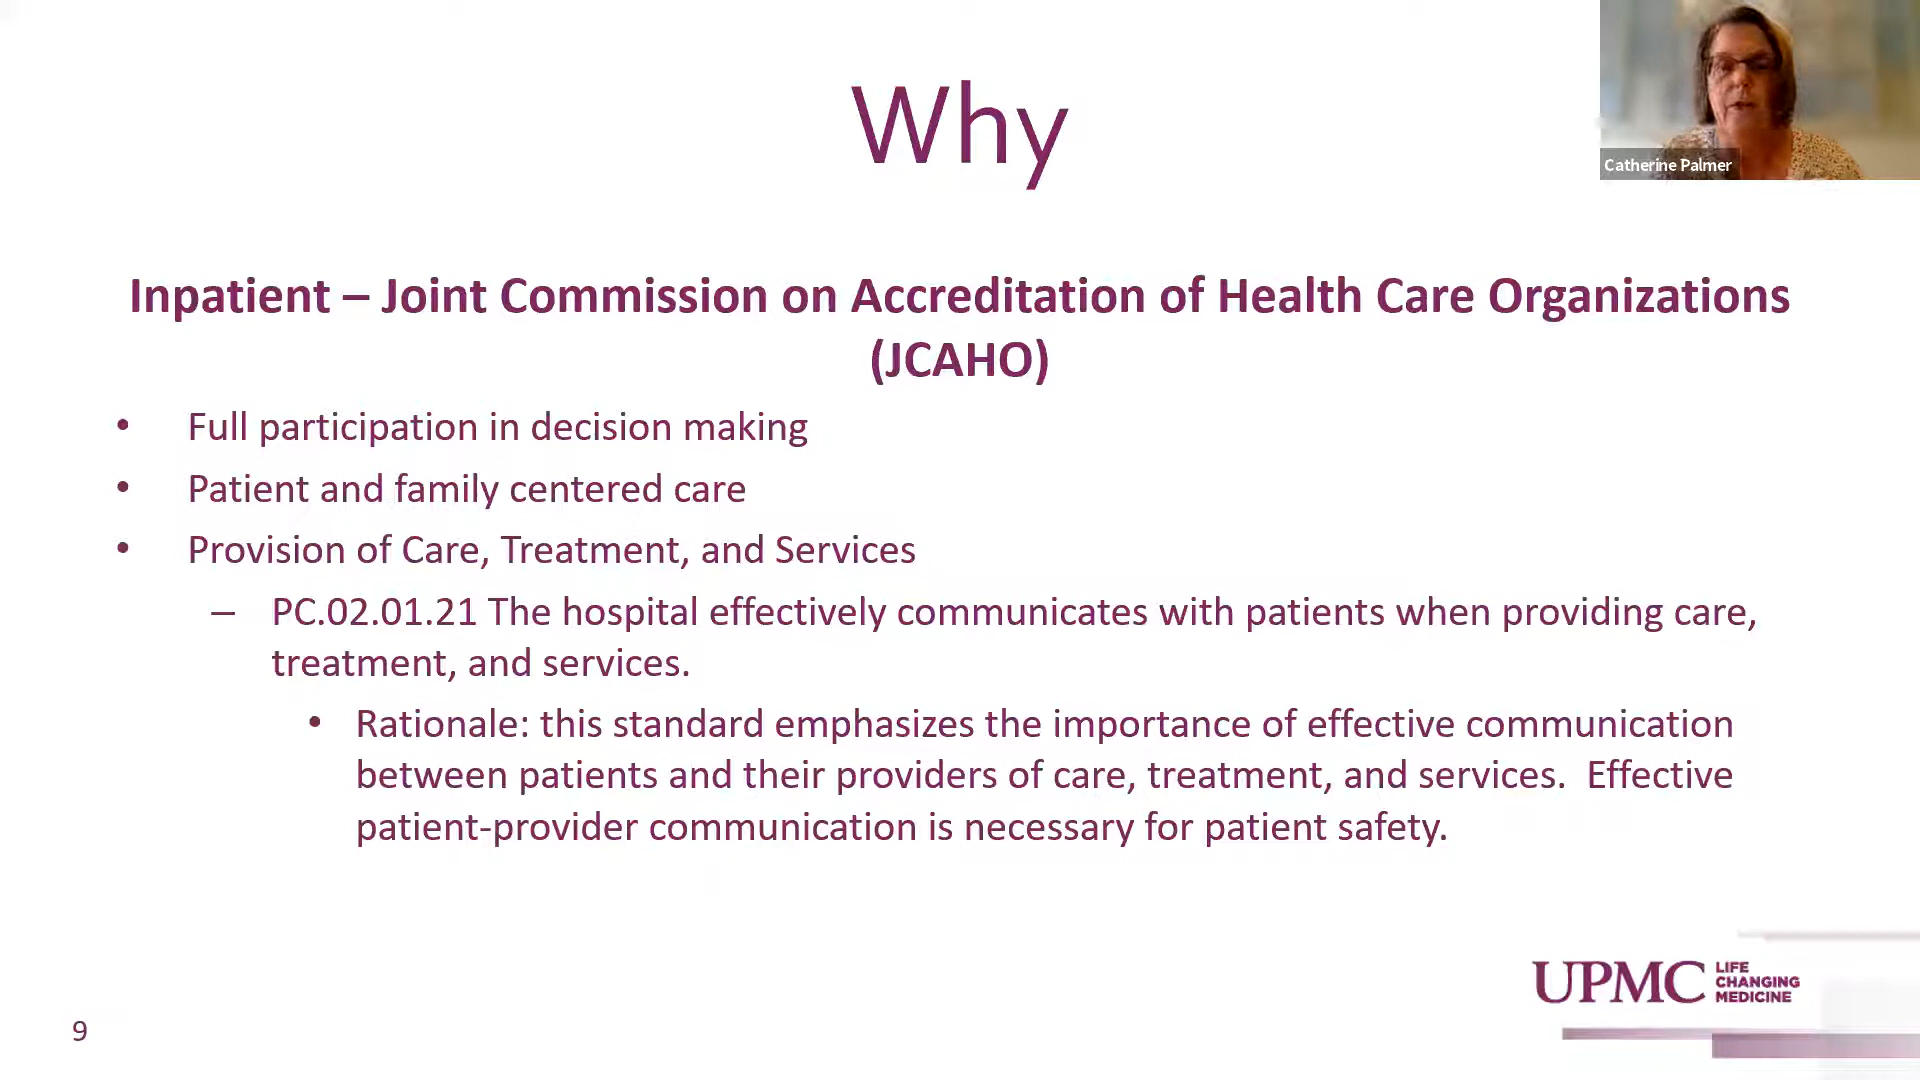 Why
Catherine Palmer
Inpatient – Joint Commission on Accreditation of Health Care Organizations
(JCAHO)
• Full participation in decision making
• Patient and family centered care
• Provision of Care, Treatment, and Services
– PC.02.01.21 The hospital effectively communicates with patients when providing care,
treatment, and services.
• Rationale: this standard emphasizes the importance of effective communication
between patients and their providers of care, treatment, and services.  Effective
patient-provider communication is necessary for patient safety.
UPMC
LIFE
CHANGING
MEDICINE
9